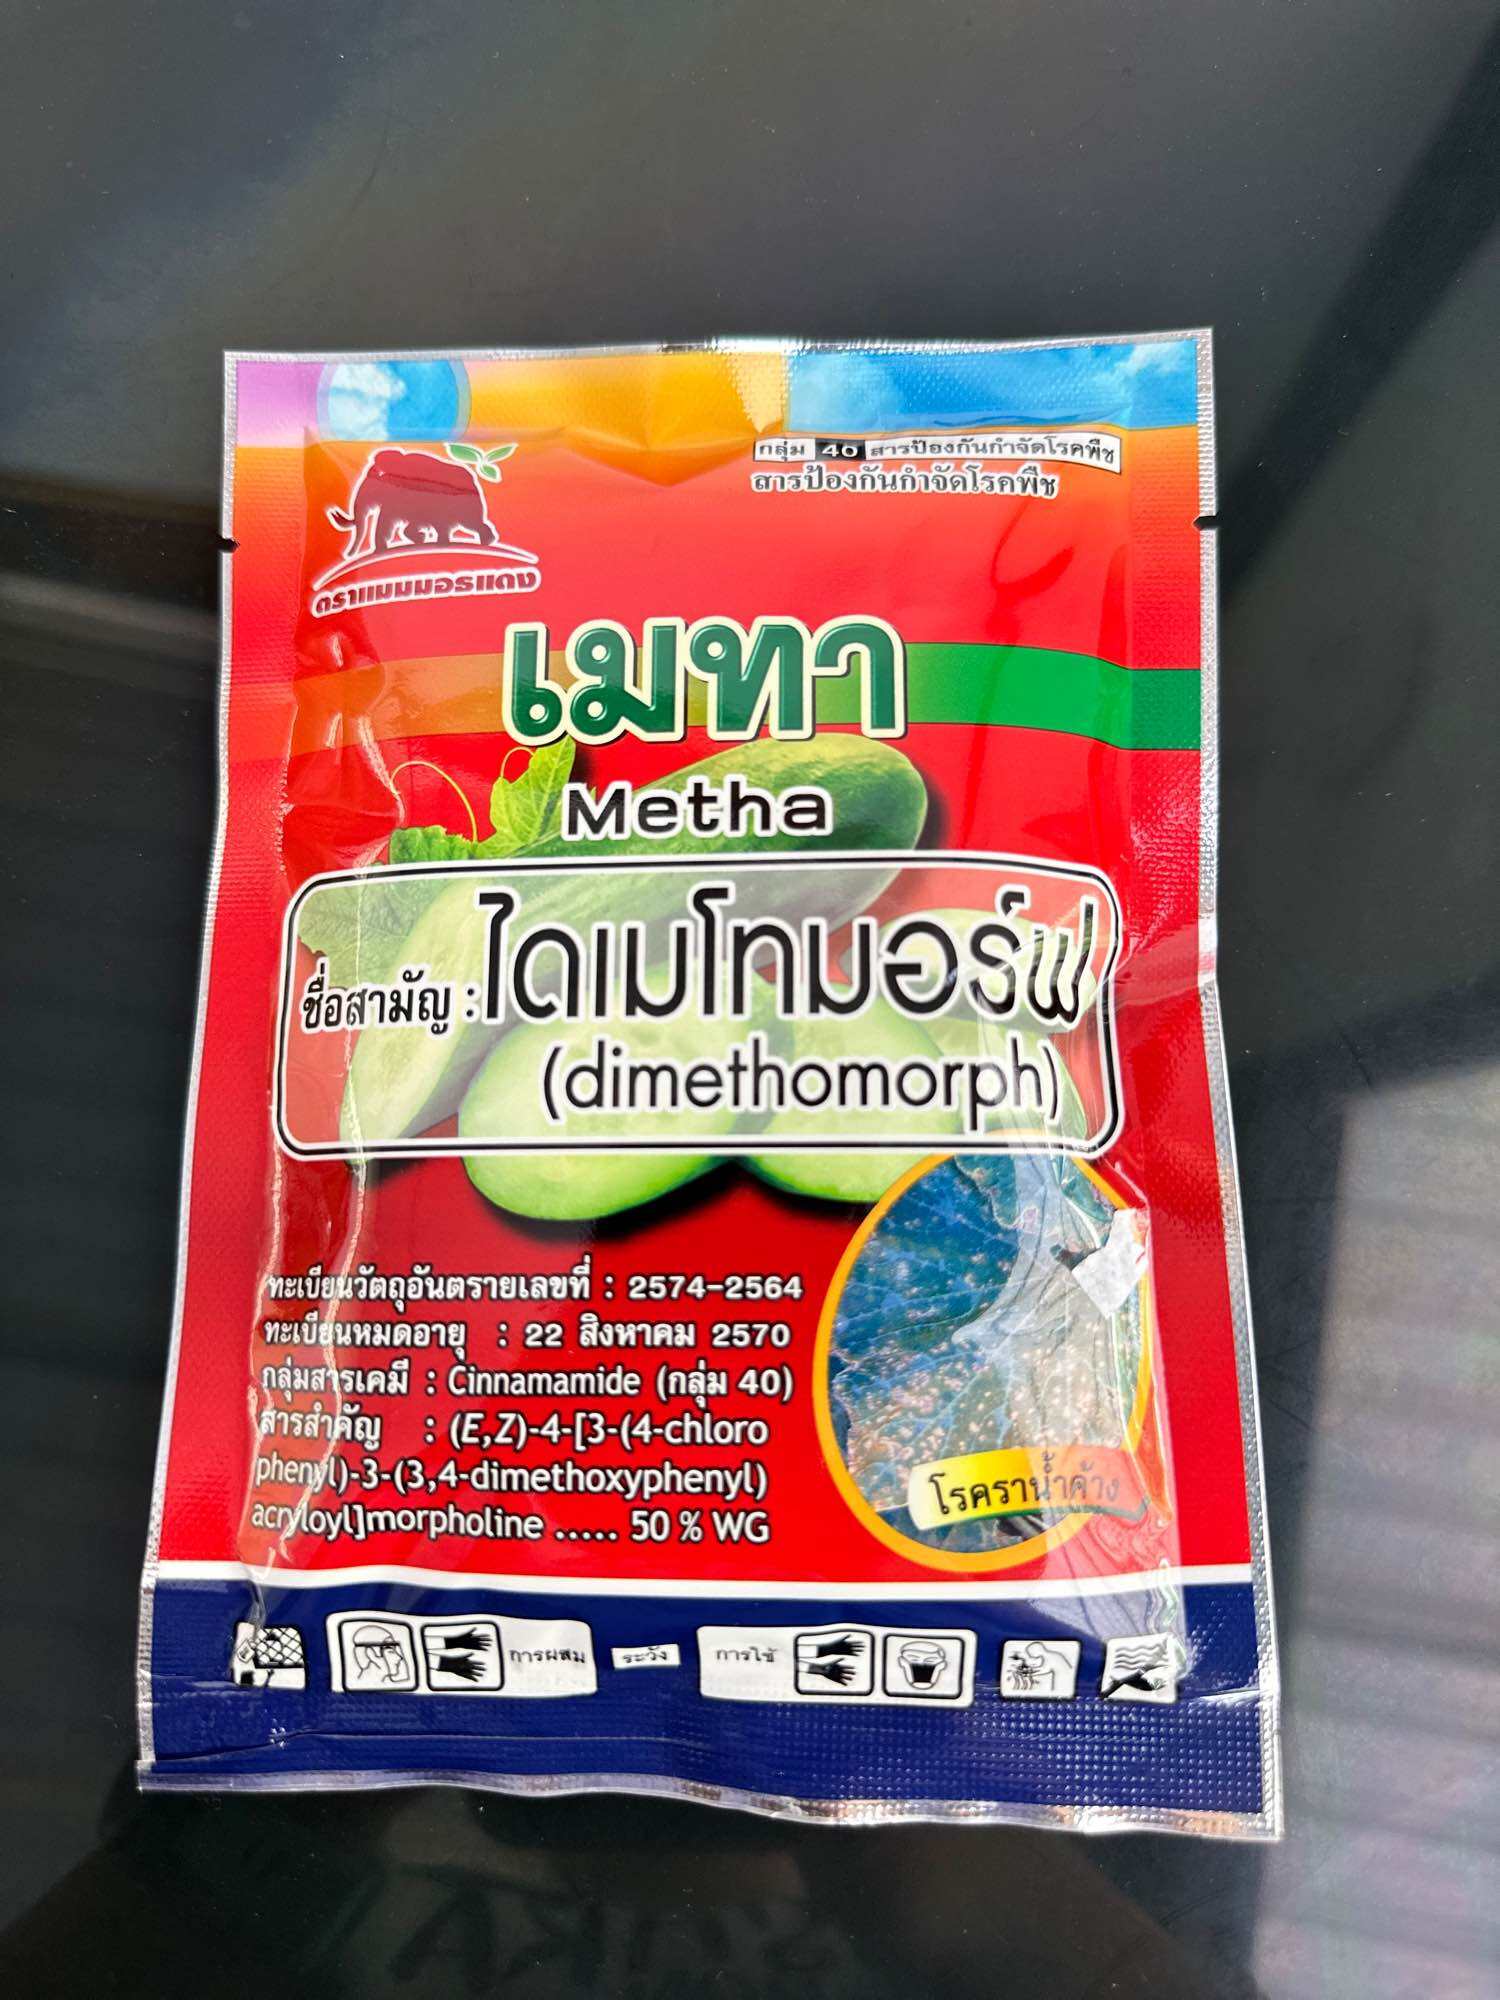 กลุ่ม 40 สารป้องกันกำจัดโรคพืช
สารป้องกันกำจัดโรคพืช
ตราแมมมอธแดง
เมทา
Metha
ชื่อสามัญ : ไดเมโทมอร์ฟ
(dimethomorph)
ทะเบียนวัตถุอันตรายเลขที่ : 2574-2564
ทะเบียนหมดอายุ : 22 สิงหาคม 2570
กลุ่มสารเคมี : Cinnamamide (กลุ่ม 40)
สารสำคัญ : (E,Z)-4-[3-(4-chloro
phenyl)-3-(3,4-dimethoxyphenyl)
acryloyl]morpholine ..... 50 % WG
โรคราน้ำค้าง
การผสม ระวัง การใช้